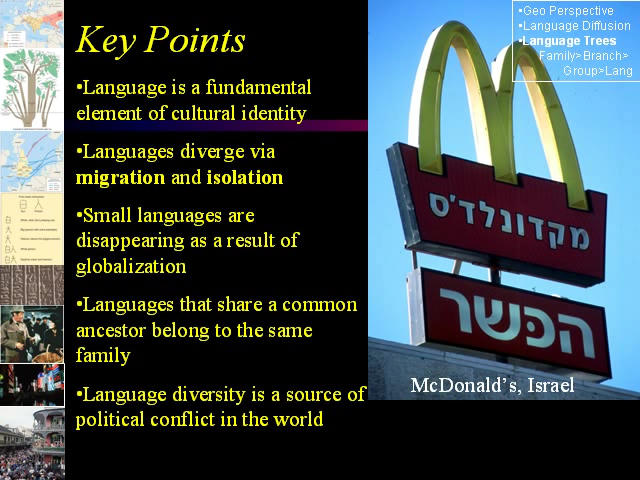 Key Points
•Language is a fundamental
element of cultural identity
•Languages diverge via
migration and isolation
•Small languages are
disappearing as a result of
globalization
•Languages that share a common
ancestor belong to the same
family
•Language diversity is a source of
political conflict in the world
•Geo Perspective
•Language Diffusion
•Language Trees
Family>Branch>
Group>Lang
מקדונלד'ס
הכשר
McDonald's, Israel